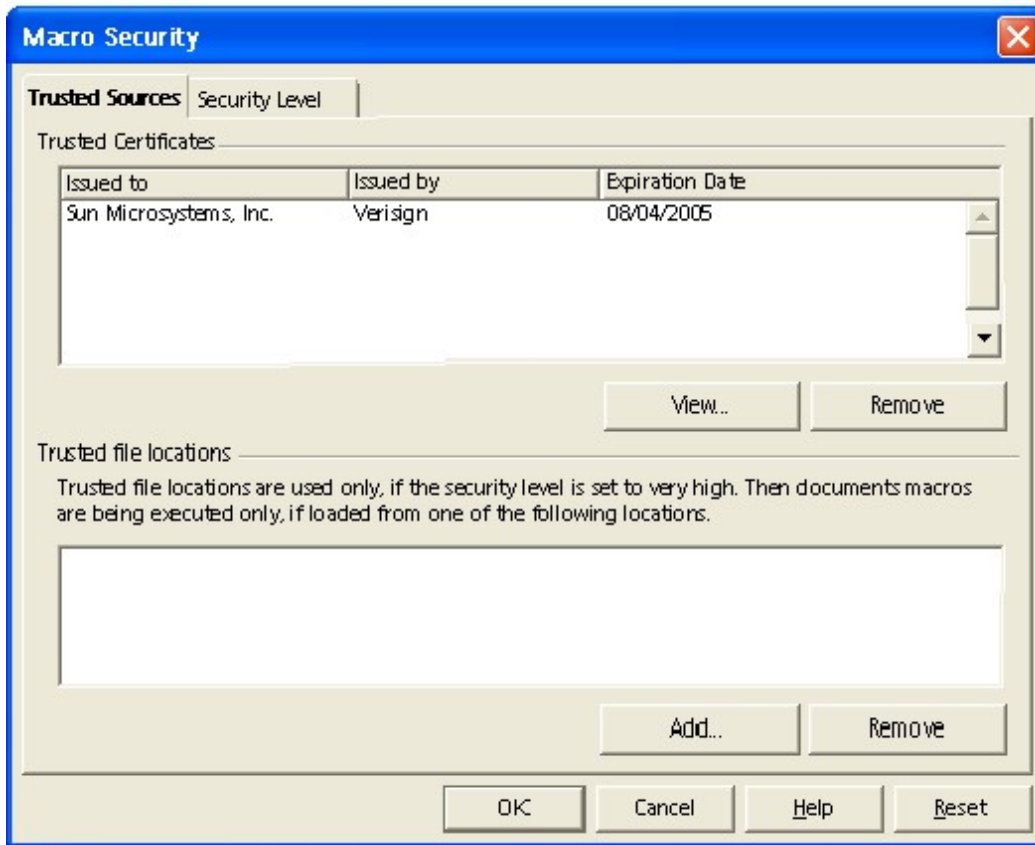 Macro Security
Trusted Sources Security Level
Trusted Certificates
Issued to Issued by Expiration Date
Sun Microsystems, Inc. Verisign 08/04/2005
View... Remove
Trusted file locations
Trusted file locations are used only, if the security level is set to very high. Then documents macros
are being executed only, if loaded from one of the following locations.
Add... Remove
OK Cancel Help Reset